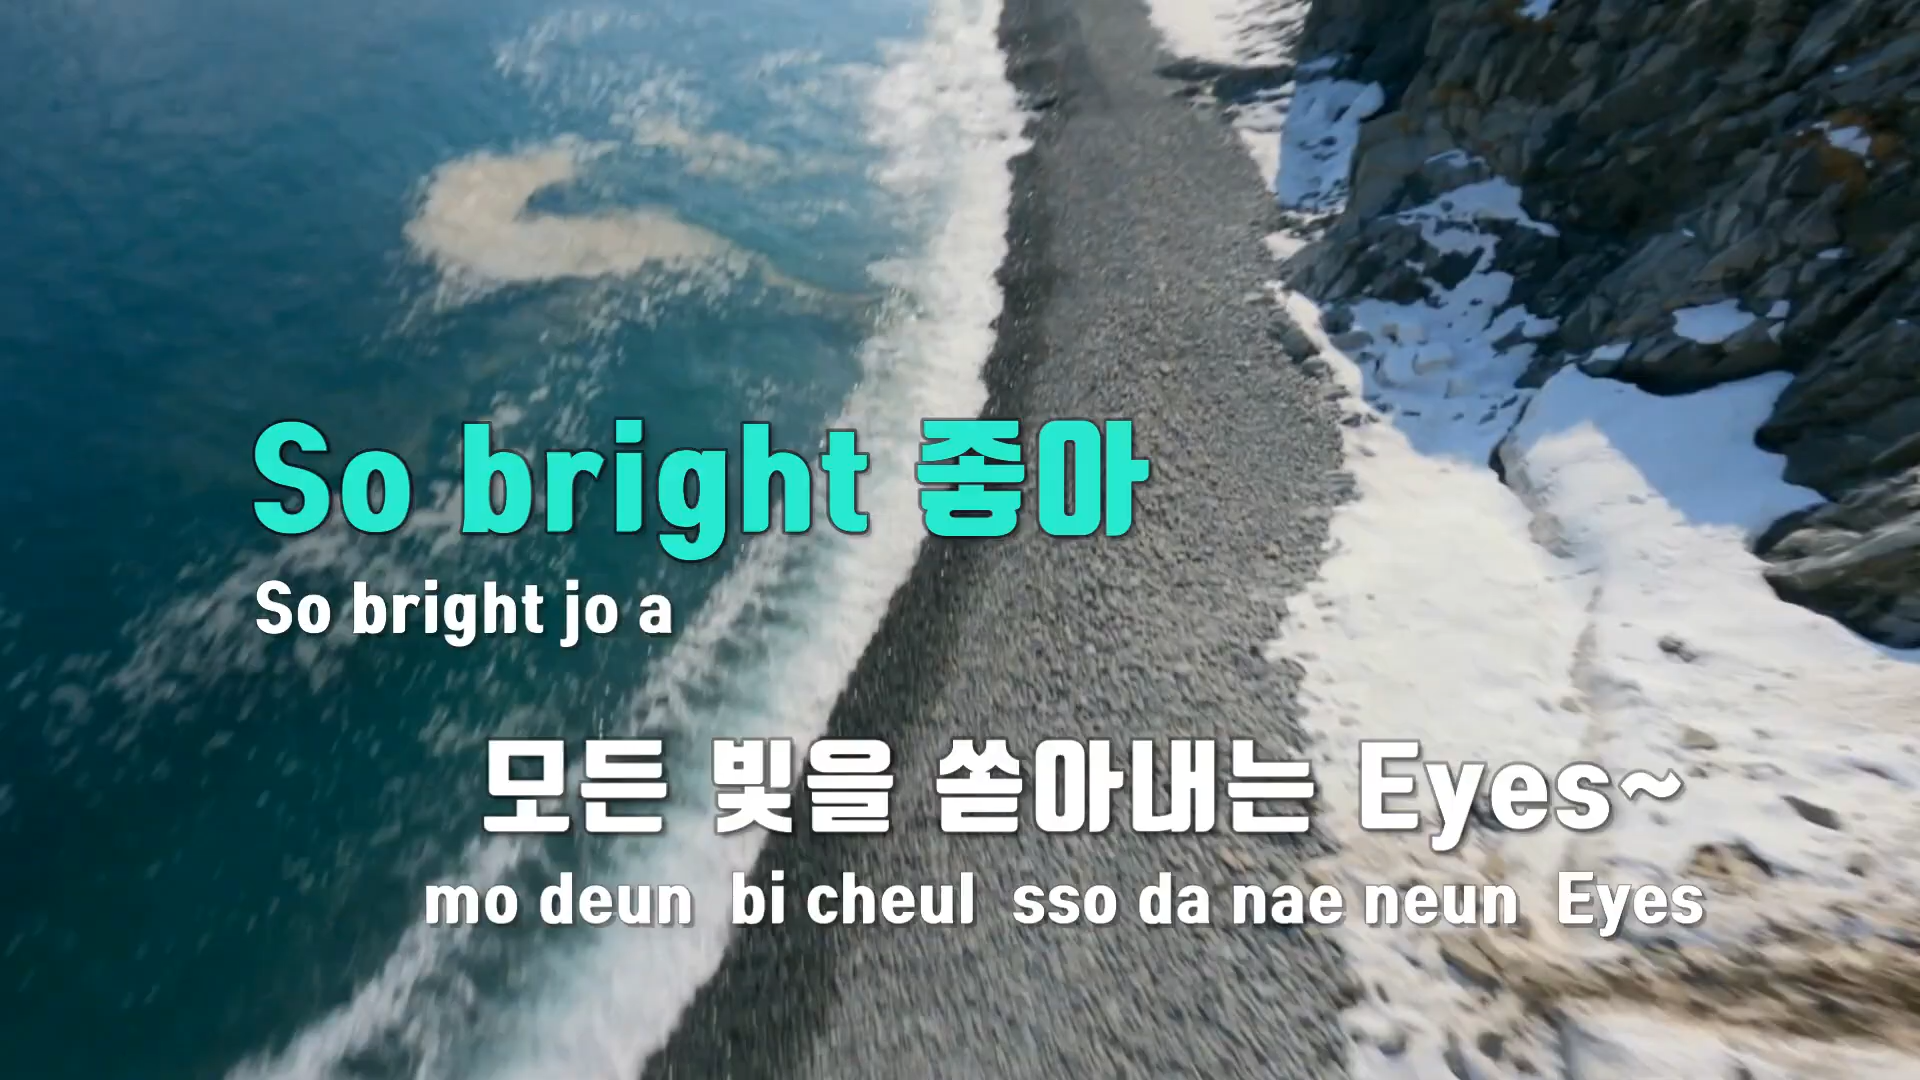 So bright 좋아
So bright jo a
모든 빛을 쏟아내는 Eyes~
mo deun bi cheul sso da nae neun Eyes